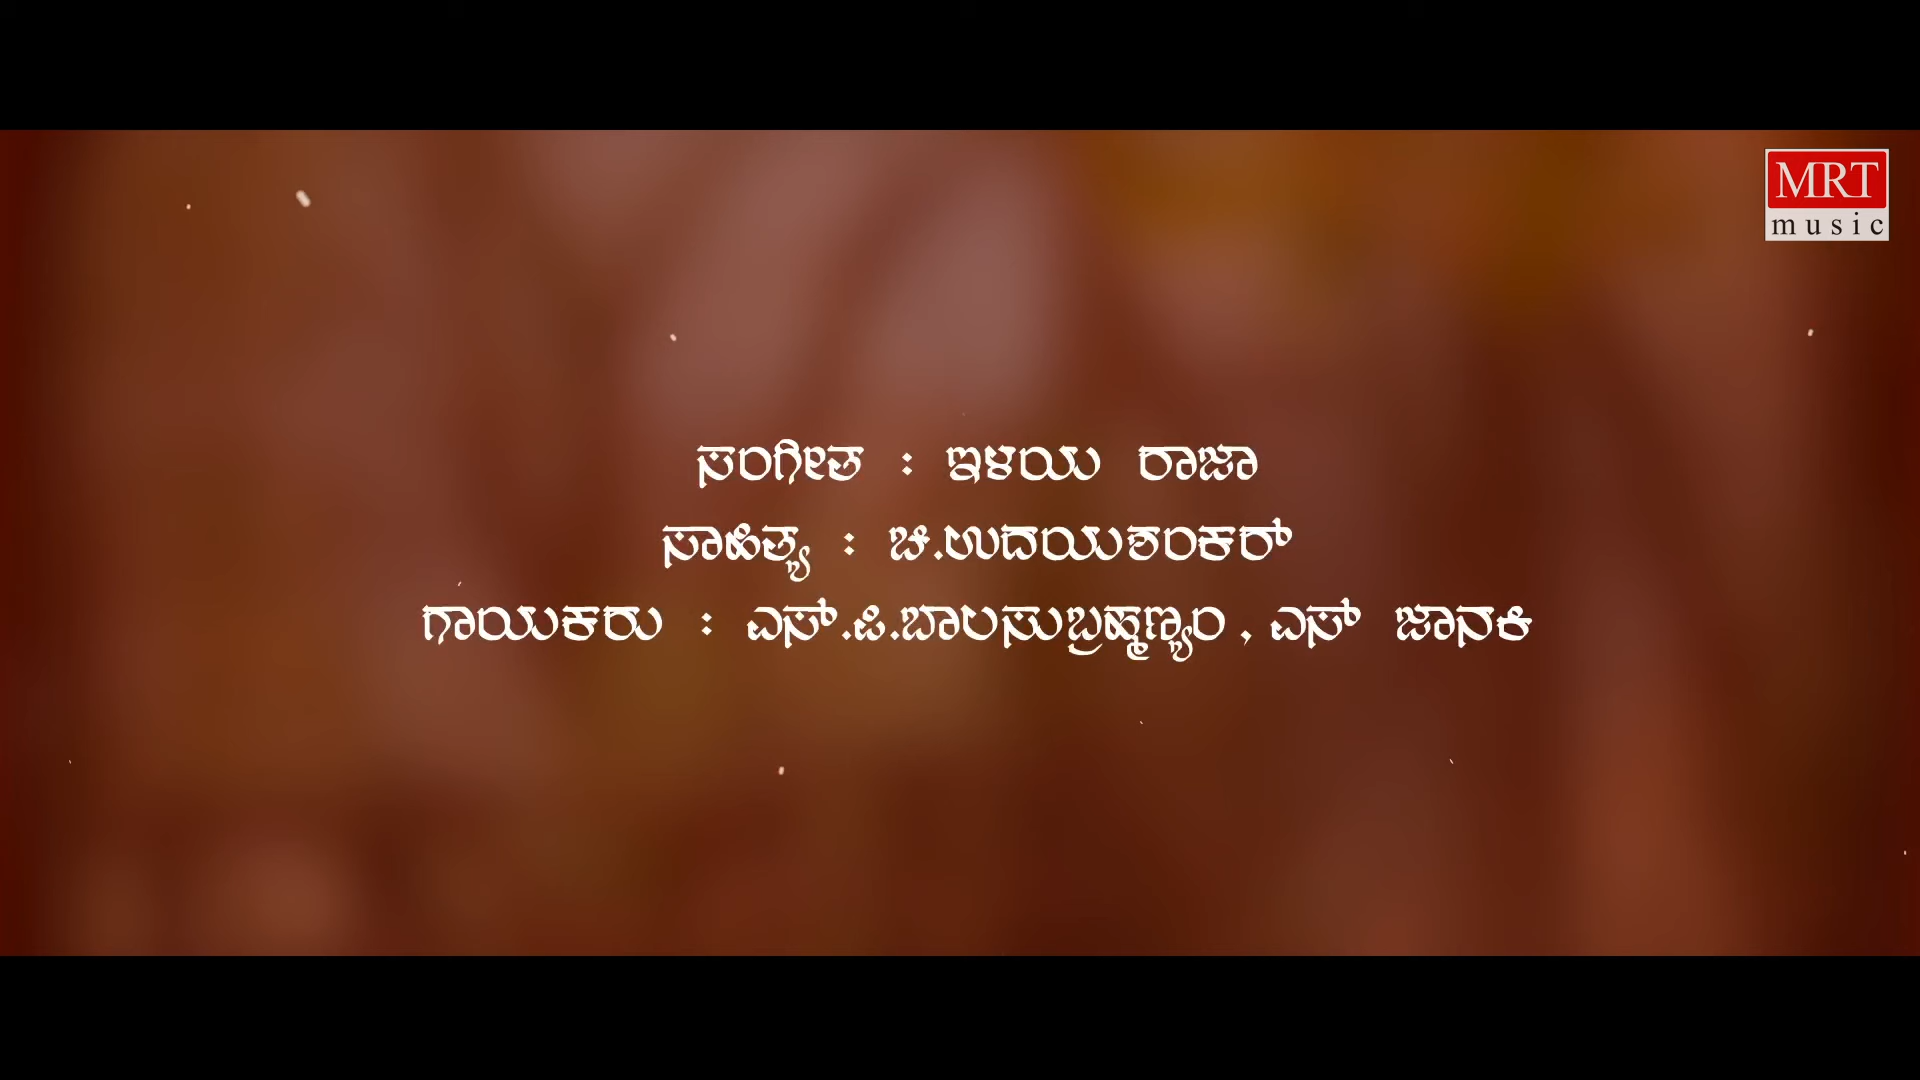 MRT
music
ಸಂಗೀತ : ಇಳಯ ರಾಜಾ
ಸಾಹಿತ್ಯ : ಚಿ.ಉದಯಶಂಕರ್
ಗಾಯಕರು : ಎಸ್.ಪಿ.ಬಾಲಸುಬ್ರಹ್ಮಣ್ಯಂ, ಎಸ್ ಜಾನಕಿ